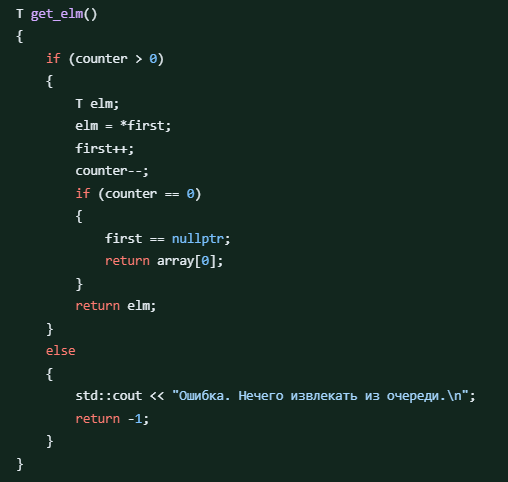 T get_elm()
{
    if (counter > 0)
    {
        T elm;
        elm = *first;
        first++;
        counter--;
        if (counter == 0)
        {
            first == nullptr;
            return array[0];
        }
        return elm;
    }
    else
    {
        std::cout << "Ошибка. Нечего извлекать из очереди.\n";
        return -1;
    }
}